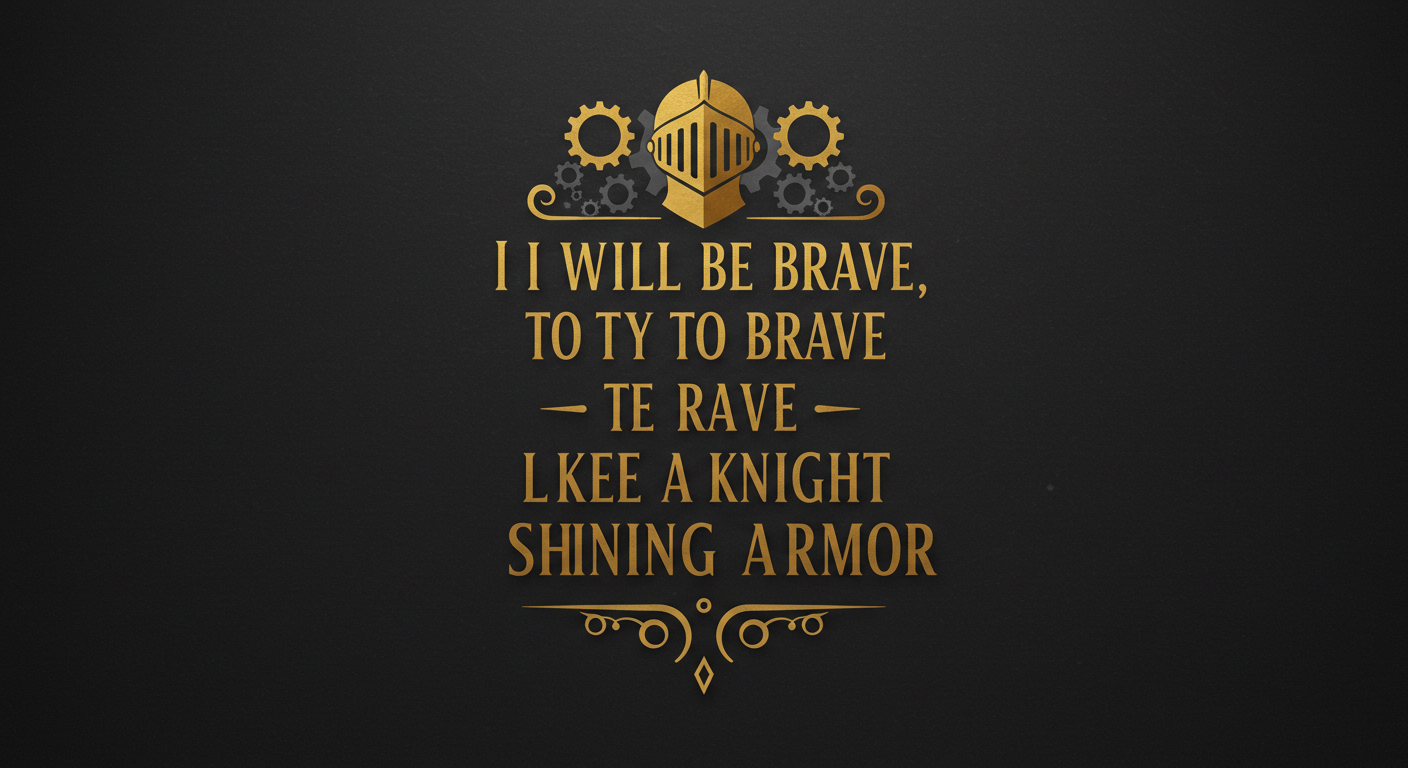 I I WILL BE BRAVE,
TO TY TO BRAVE
TE RAVE
LKEE A KNIGHT
SHINING ARMOR